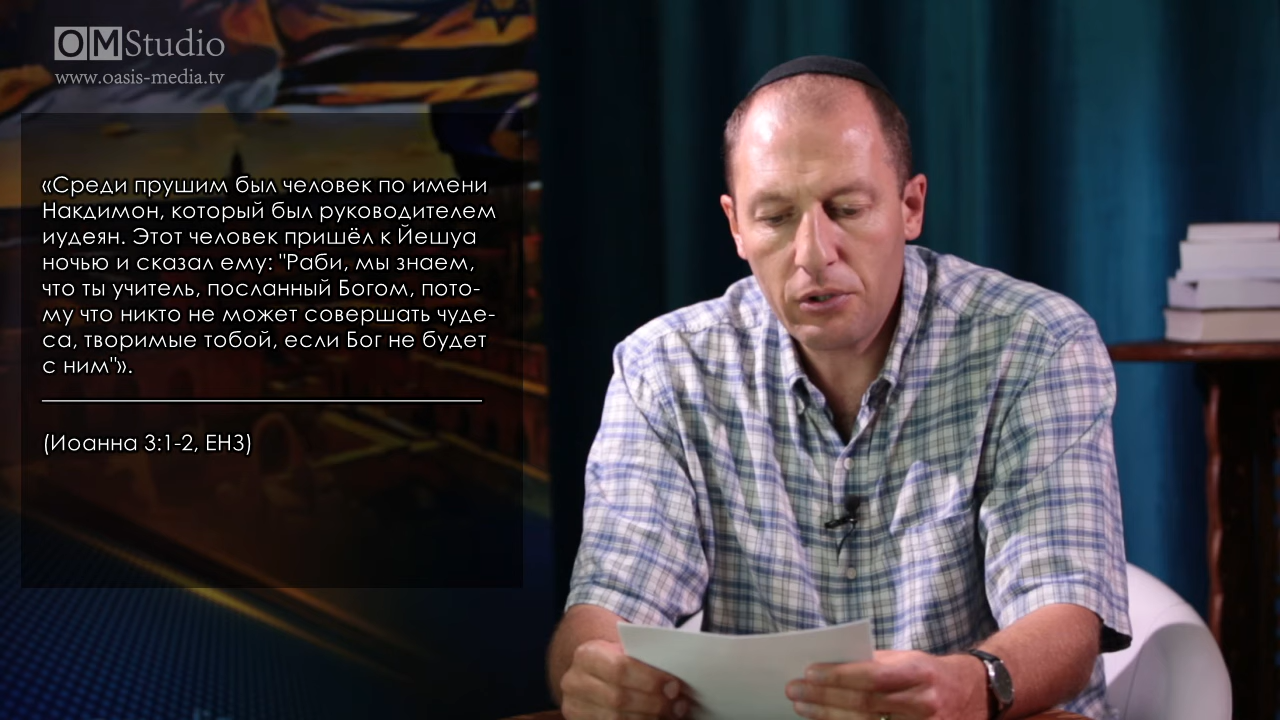 OMStudio
www.oasis-media.tv
«Среди прушим был человек по имени
Накдимон, который был руководителем
иудеян. Этот человек пришёл к Йешуа
ночью и сказал ему: "Раби, мы знаем,
что ты учитель, посланный Богом, пото-
му что никто не может совершать чуде-
са, творимые тобой, если Бог не будет
с ним"».
(Иоанна 3:1-2, ЕНЗ)